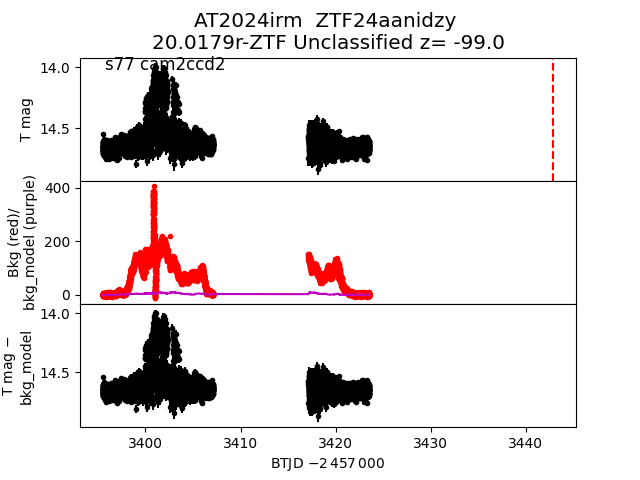 AT2024irm  ZTF24aanidzy
20.0179r-ZTF Unclassified z= -99.0
s77 cam2ccd2
14.0
14.5
T mag
400
200
0
Bkg (red)/
bkg_model (purple)
14.0
14.5
T mag −
bkg_model
3400 3410 3420 3430 3440
BTJD −2 457 000